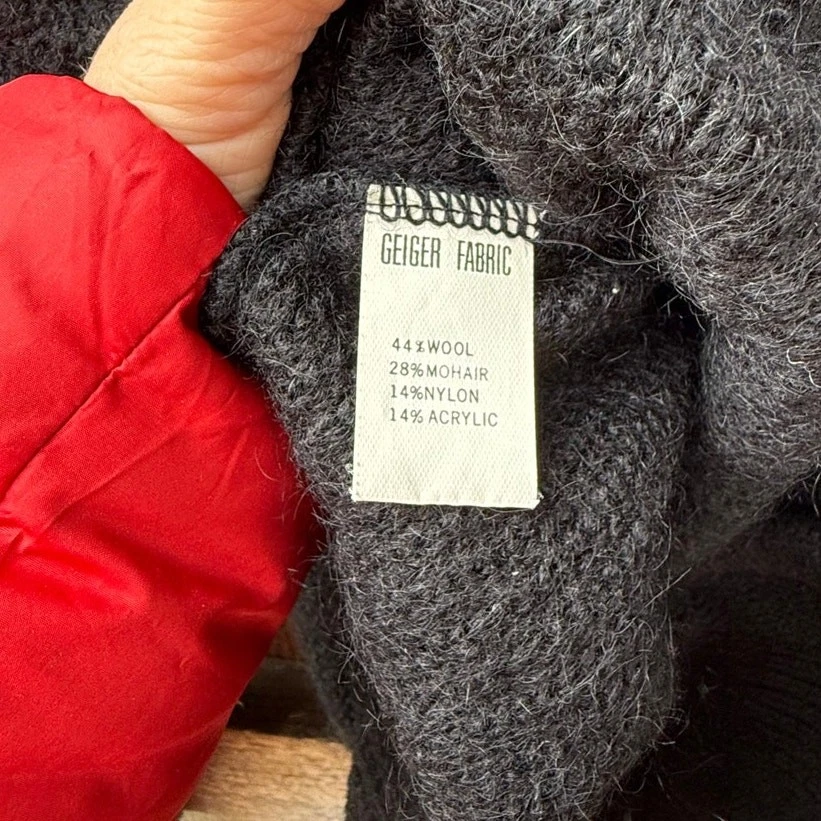 GEIGER FABRIC
44%WOOL
28%MOHAIR
14%NYLON
14% ACRYLIC